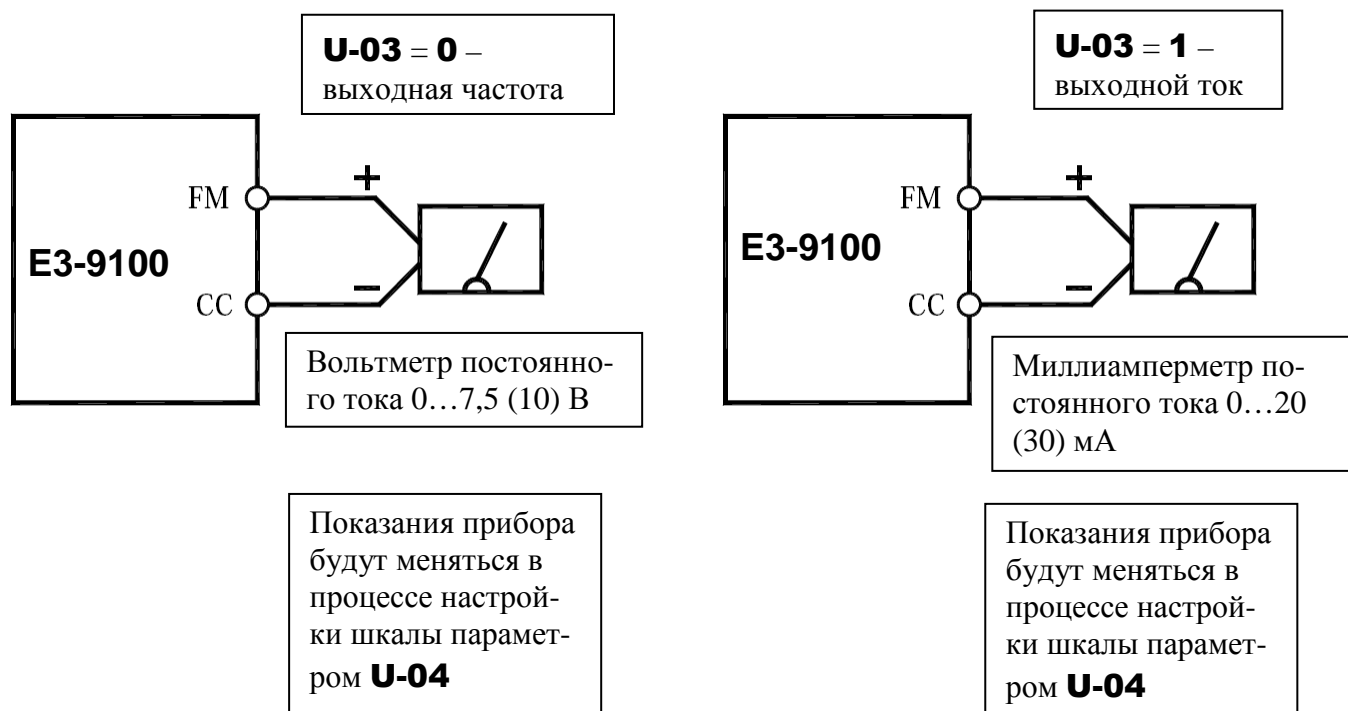 U-03 = 0 –
выходная частота
FM
E3-9100
CC
+
–
Вольтметр постоянно-
го тока 0…7,5 (10) В
Показания прибора
будут меняться в
процессе настрой-
ки шкалы парамет-
ром U-04
U-03 = 1 –
выходной ток
FM
E3-9100
CC
+
–
Миллиамперметр по-
стоянного тока 0…20
(30) мА
Показания прибора
будут меняться в
процессе настрой-
ки шкалы парамет-
ром U-04